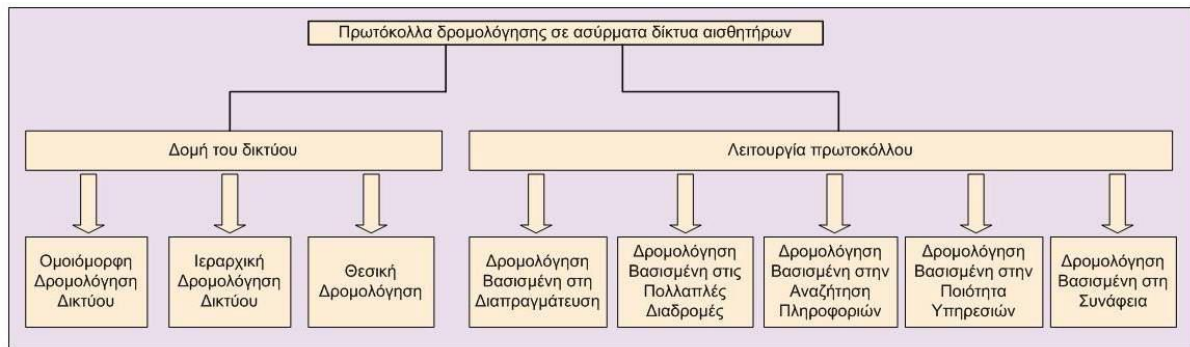 Πρωτόκολλα δρομολόγησης σε ασύρματα δίκτυα αισθητήρων
Δομή του δικτύου
Λειτουργία πρωτοκόλλου
Ομοιόμορφη
Δρομολόγηση
Δικτύου
Ιεραρχική
Δρομολόγηση
Δικτύου
Θεσική
Δρομολόγηση
Δρομολόγηση
Βασισμένη στη
Διαπραγμάτευση
Δρομολόγηση
Βασισμένη στις
Πολλαπλές
Διαδρομές
Δρομολόγηση
Βασισμένη στην
Αναζήτηση
Πληροφοριών
Δρομολόγηση
Βασισμένη στην
Ποιότητα
Υπηρεσιών
Δρομολόγηση
Βασισμένη στη
Συνάφεια